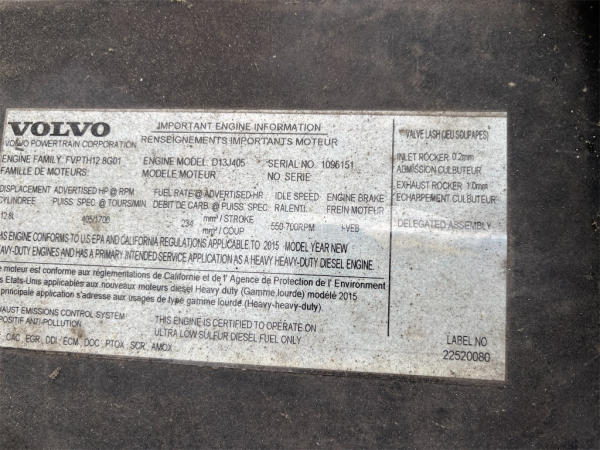 VOLVO
VOLVO POWERTRAIN CORPORATION
IMPORTANT ENGINE INFORMATION
RENSEIGNEMENTS IMPORTANTS MOTEUR
ENGINE FAMILY: FVPTH12.8G01 ENGINE MODEL: D13J405 SERIAL NO: 1096151
FAMILLE DE MOTEURS: MODELE MOTEUR NO SERIE:
DISPLACEMENT ADVERTISED HP @ RPM FUEL RATE @ ADVERTISED HP IDLE SPEED ENGINE BRAKE
CYLINDREE PUISS. SPEC @ TOURS/MIN. DEBIT DE CARB. @ PUISS. SPEC: RALENTI. FREIN MOTEUR
12.8L 405/1700 234 mm³ / STROKE 550-700RPM I-VEB
mm³ / COUP
THIS ENGINE CONFORMS TO U.S EPA AND CALIFORNIA REGULATIONS APPLICABLE TO 2015 MODEL YEAR NEW
HEAVY-DUTY ENGINES AND HAS A PRIMARY INTENDED SERVICE APPLICATION AS A HEAVY HEAVY-DUTY DIESEL ENGINE.
Le moteur est conforme aux réglementations de Californie et de l' Agence de Protection de l' Environment
des Etats-Unis applicables aux nouveaux moteurs diesel Heavy duty (Gamme lourde) modélé 2015
principale application s'adresse aux usages de type gamme lourde (Heavy-heavy-duty)
EXHAUST EMISSIONS CONTROL SYSTEM
DISPOSITIF ANTI-POLLUTION
CAC, EGR, DDI, ECM, DOC, PTOX, SCR, AMOX
THIS ENGINE IS CERTIFIED TO OPERATE ON
ULTRA LOW SULFUR DIESEL FUEL ONLY
VALVE LASH (JEU SOUPAPES)
INLET ROCKER: 0.2mm
ADMISSION CULBUTEUR
EXHAUST ROCKER: 1.0mm
ECHAPPEMENT CULBUTEUR
DELEGATED ASSEMBLY
LABEL NO
22520080